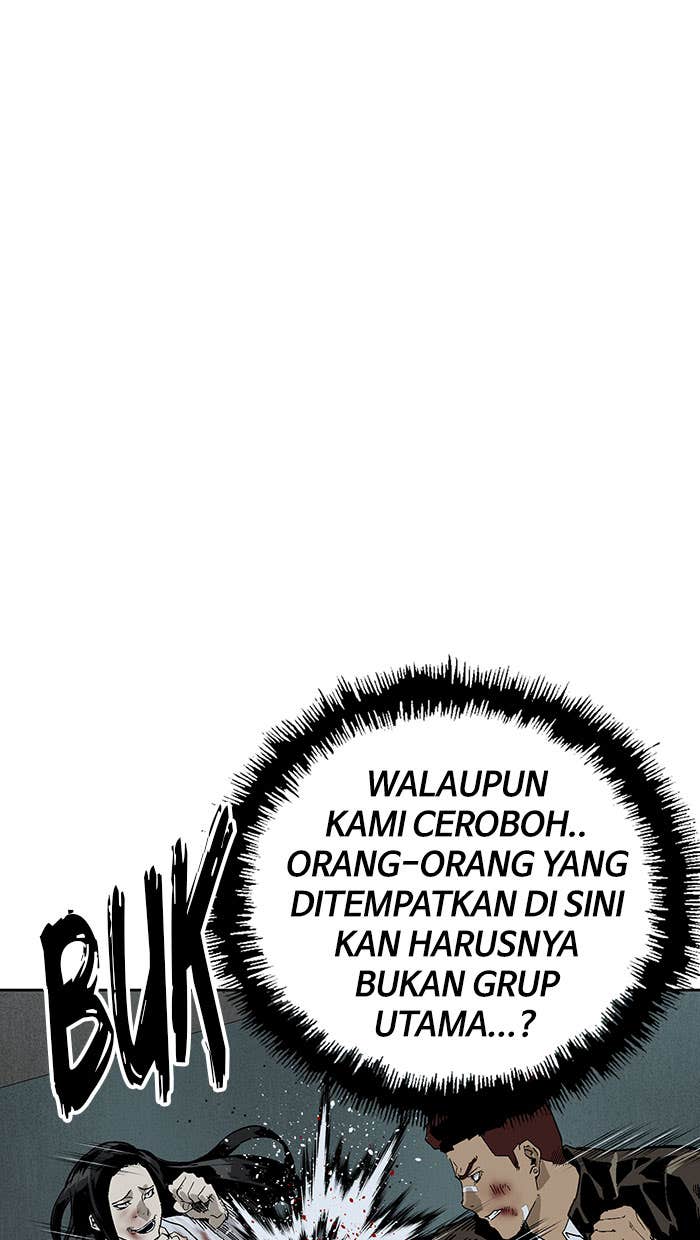 WALAUPUN
KAMI CEROBOH..
ORANG-ORANG YANG
DITEMPATKAN DI SINI
KAN HARUSNYA
BUKAN GRUP
UTAMA...?
BUK